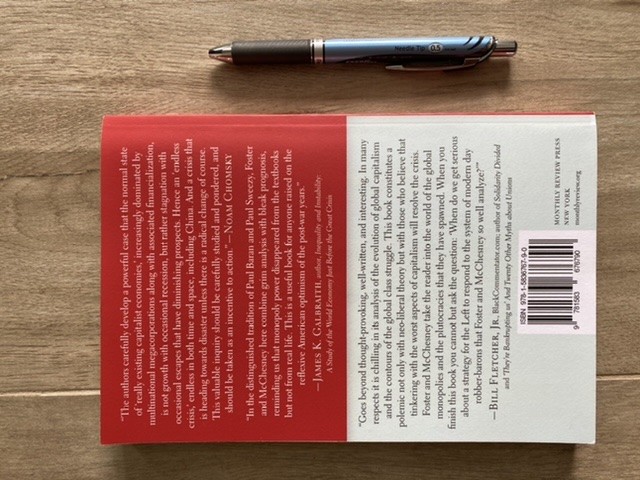 Needle Tip 0.5
"The authors carefully develop a powerful case that the normal state
of 'really existing capitalist economies,' increasingly dominated by
multinational megacorporations along with associated financialization,
is not growth with occasional recession, but rather stagnation with
occasional escapes that have diminishing prospects. Hence an 'endless
crisis,' endless in both time and space, including China. And a crisis that
is heading towards disaster unless there is a radical change of course.
This valuable inquiry should be carefully studied and pondered, and
should be taken as an incentive to action." —NOAM CHOMSKY
"In the distinguished tradition of Paul Baran and Paul Sweezy, Foster
and McChesney here combine grim analysis with bleak prognosis,
reminding us that monopoly power disappeared from the textbooks
but not from real life. This is a useful book for anyone raised on the
reflexive American optimism of the post-war years."
—JAMES K. GALBRAITH, author, Inequality and Instability:
A Study of the World Economy Just Before the Great Crisis
"Goes beyond thought-provoking, well-written, and interesting. In many
respects it is chilling in its analysis of the evolution of global capitalism
and the contours of the global class struggle. This book constitutes a
polemic not only with neo-liberal theory but with those who believe that
tinkering with the worst aspects of capitalism will resolve the crisis.
Foster and McChesney take the reader into the world of the global
monopolies and the plutocracies that they have spawned. When you
finish this book you cannot but ask the question: 'When do we get serious
about a strategy for the Left to respond to the system of modern day
robber-barons that Foster and McChesney so well analyze?'"
—BILL FLETCHER, JR., BlackCommentator.com; author of Solidarity Divided
and 'They're Bankrupting us' And Twenty Other Myths about Unions
MONTHLY REVIEW PRESS
NEW YORK
monthlyreview.org
ISBN 978-1-5836767-9-0
9 781583 676790